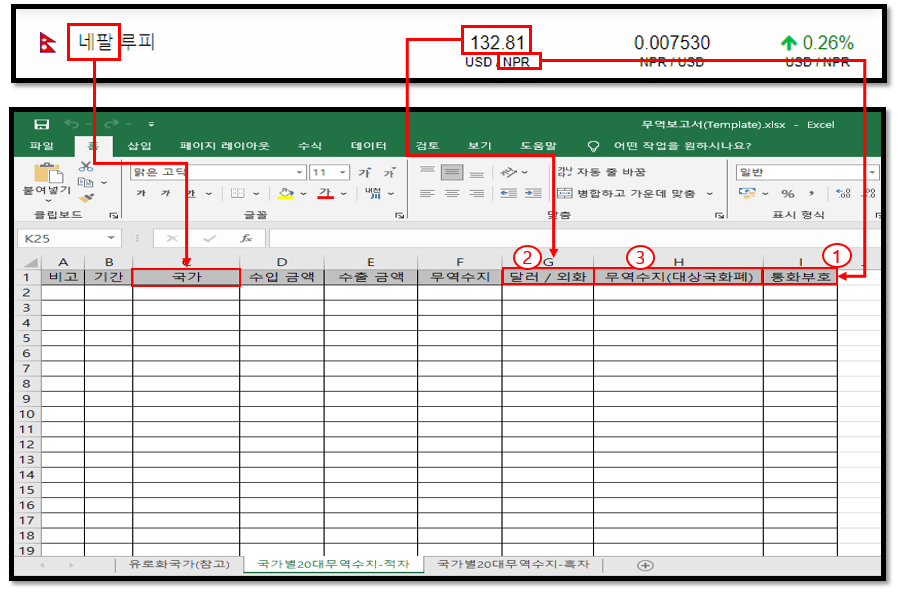 네팔 루피 132.81 0.007530 0.26%
USD / NPR NPR / USD USD / NPR
무역보고서(Template).xlsx - Excel
파일 홈 삽입 페이지 레이아웃 수식 데이터 검토 보기 도움말 어떤 작업을 원하시나요?
붙여넣기 맑은 고딕 11 가 가 간 자동 줄 바꿈 일반
가 가 가 가 내천 병합하고 가운데 맞춤 % ,
클립보드 글꼴 맞춤 표시 형식
K25 fx
② ③ ①
A B C D E F G H I
1 비고 기간 국가 수입 금액 수출 금액 무역수지 달러 / 외화 무역수지(대상국화폐) 통화부호
2
3
4
5
6
7
8
9
10
11
12
13
14
15
16
17
18
19
유로화국가(참고) 국가별20대무역수지-적자 국가별20대무역수지-흑자